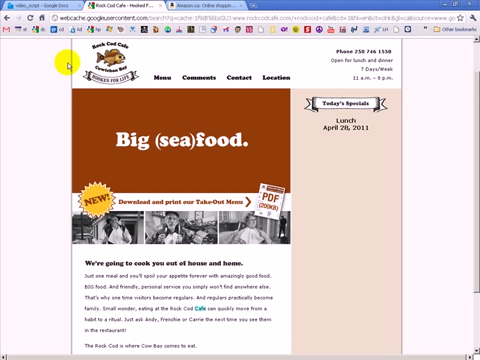 video_script - Google Docs
Rock Cod Cafe - Hooked F
Amazon.ca: Online shoppin
webcache.googleusercontent.com/search?q=cache:
Other bookmarks
Rock Cod Cafe
Cowichan Bay
HOOKED FOR LIFE
Menu
Comments
Contact
Location
Phone 250 746 1550
Open for lunch and dinner
7 Days/Week
11 a.m. – 8 p.m.
Today's Specials
Lunch
April 28, 2011
Big (sea)food.
NEW!
Download and print our Take-Out Menu
PDF
(200KB)
We're going to cook you out of house and home.
Just one meal and you'll spoil your appetite forever with amazingly good food.
BIG food. And friendly, personal service you simply won't find anywhere else.
That's why one time visitors become regulars. And regulars practically become
family. Small wonder, eating at the Rock Cod Cafe can quickly move from a
habit to a ritual. Just ask Andy, Frenchie or Carrie the next time you see them
in the restaurant!
The Rock Cod is where Cow Bay comes to eat.